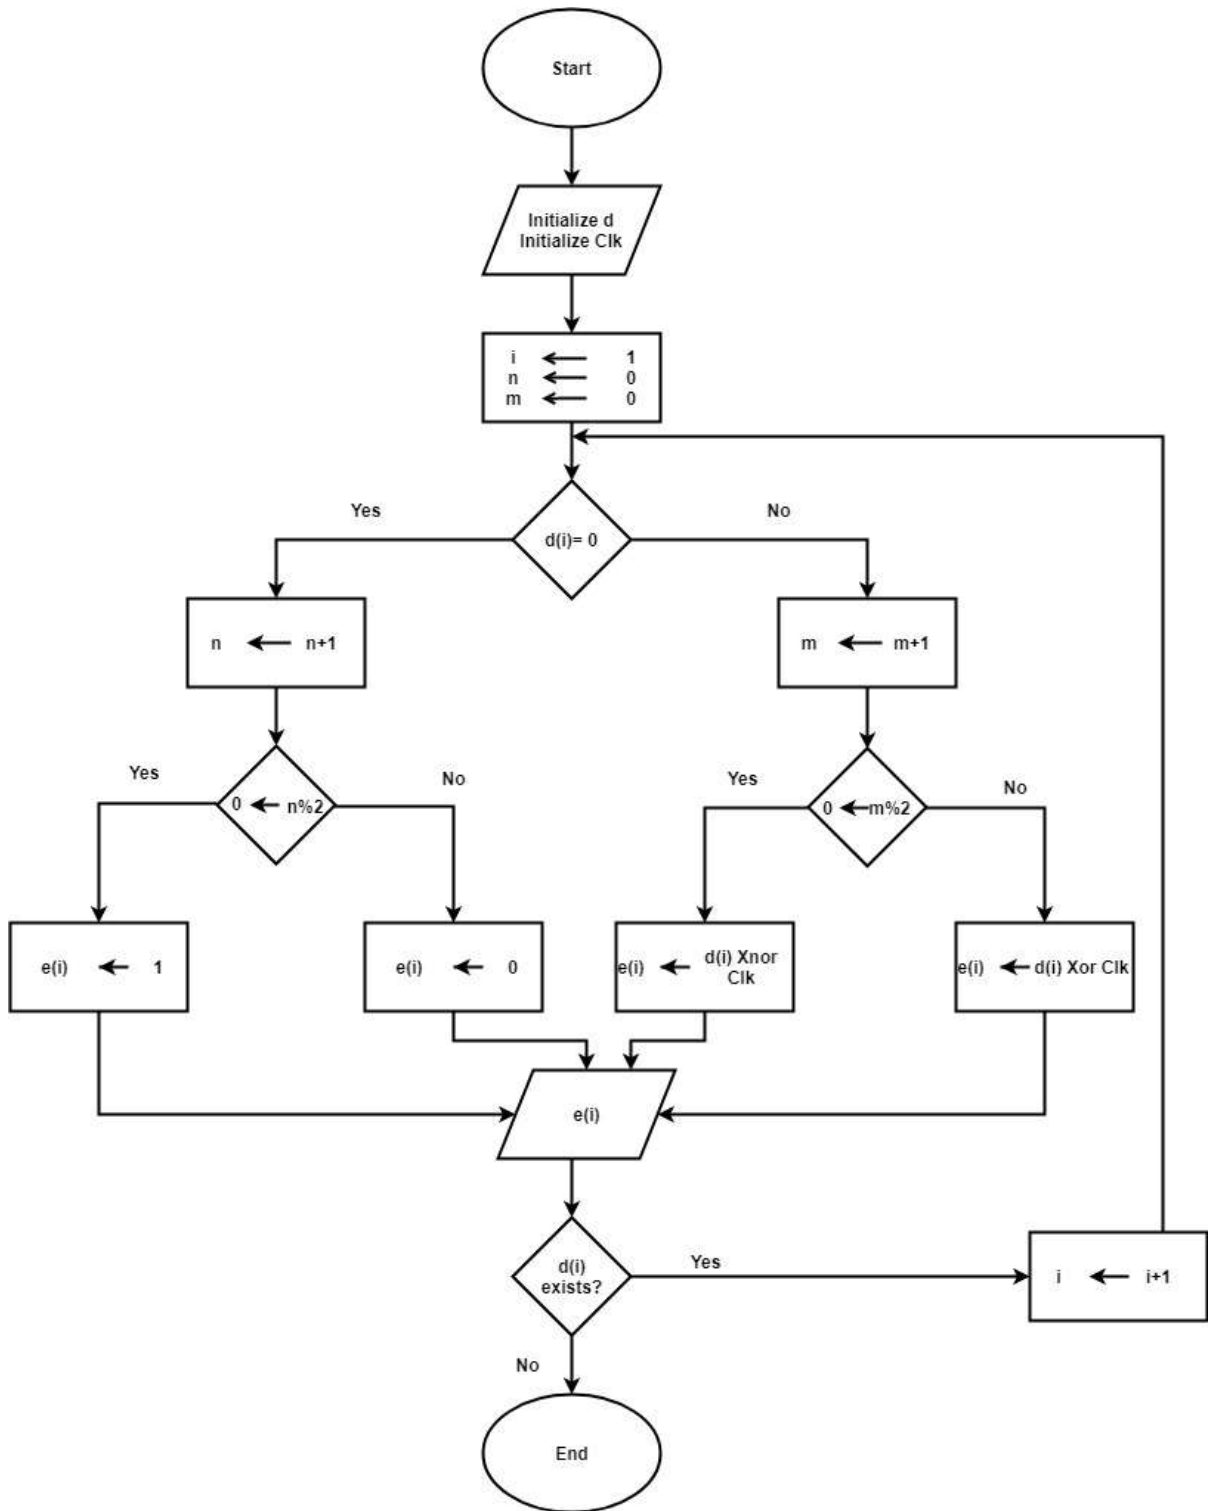 Start
Initialize d
Initialize Clk
i ← 1
n ← 0
m ← 0
Yes
No
d(i)= 0
n ← n+1
m ← m+1
Yes
No
Yes
No
0 ← n%2
0 ← m%2
e(i) ← 1
e(i) ← 0
e(i) ← d(i) Xnor
Clk
e(i) ← d(i) Xor Clk
e(i)
d(i)
exists?
Yes
i ← i+1
No
End